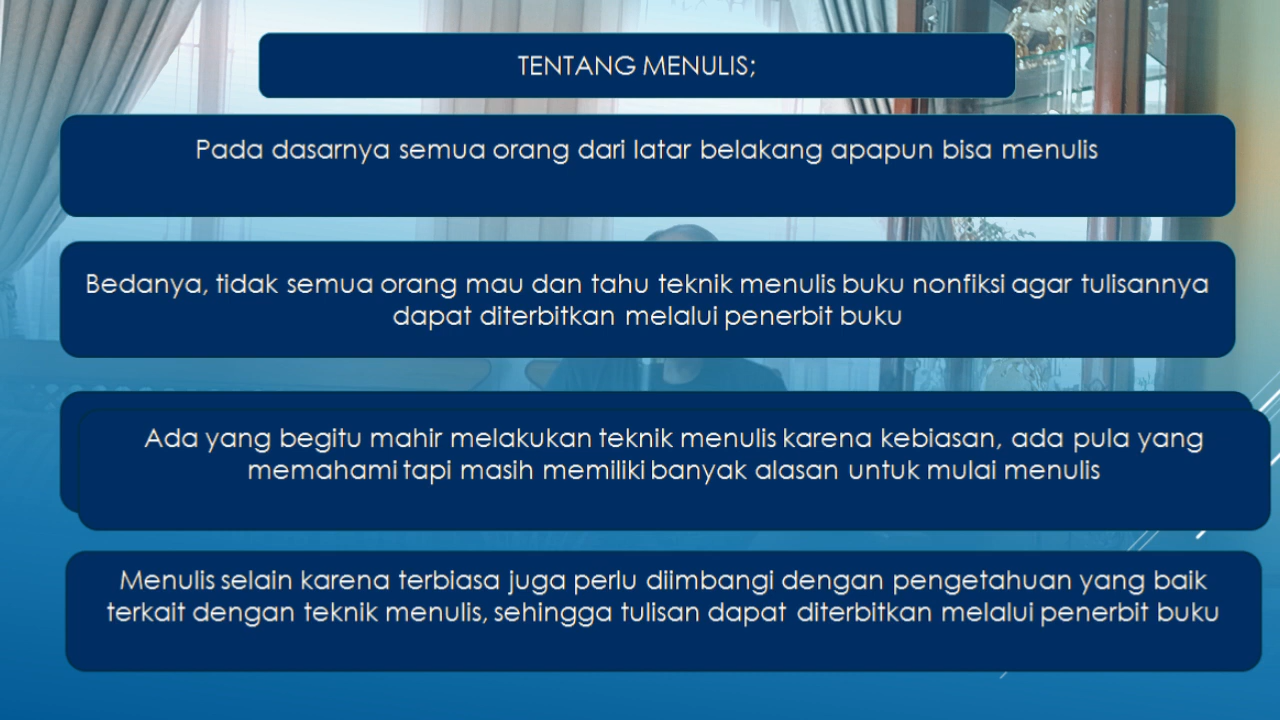 TENTANG MENULIS;
Pada dasarnya semua orang dari latar belakang apapun bisa menulis
Bedanya, tidak semua orang mau dan tahu teknik menulis buku nonfiksi agar tulisannya
dapat diterbitkan melalui penerbit buku
Ada yang begitu mahir melakukan teknik menulis karena kebiasan, ada pula yang
memahami tapi masih memiliki banyak alasan untuk mulai menulis
Menulis selain karena terbiasa juga perlu diimbangi dengan pengetahuan yang baik
terkait dengan teknik menulis, sehingga tulisan dapat diterbitkan melalui penerbit buku